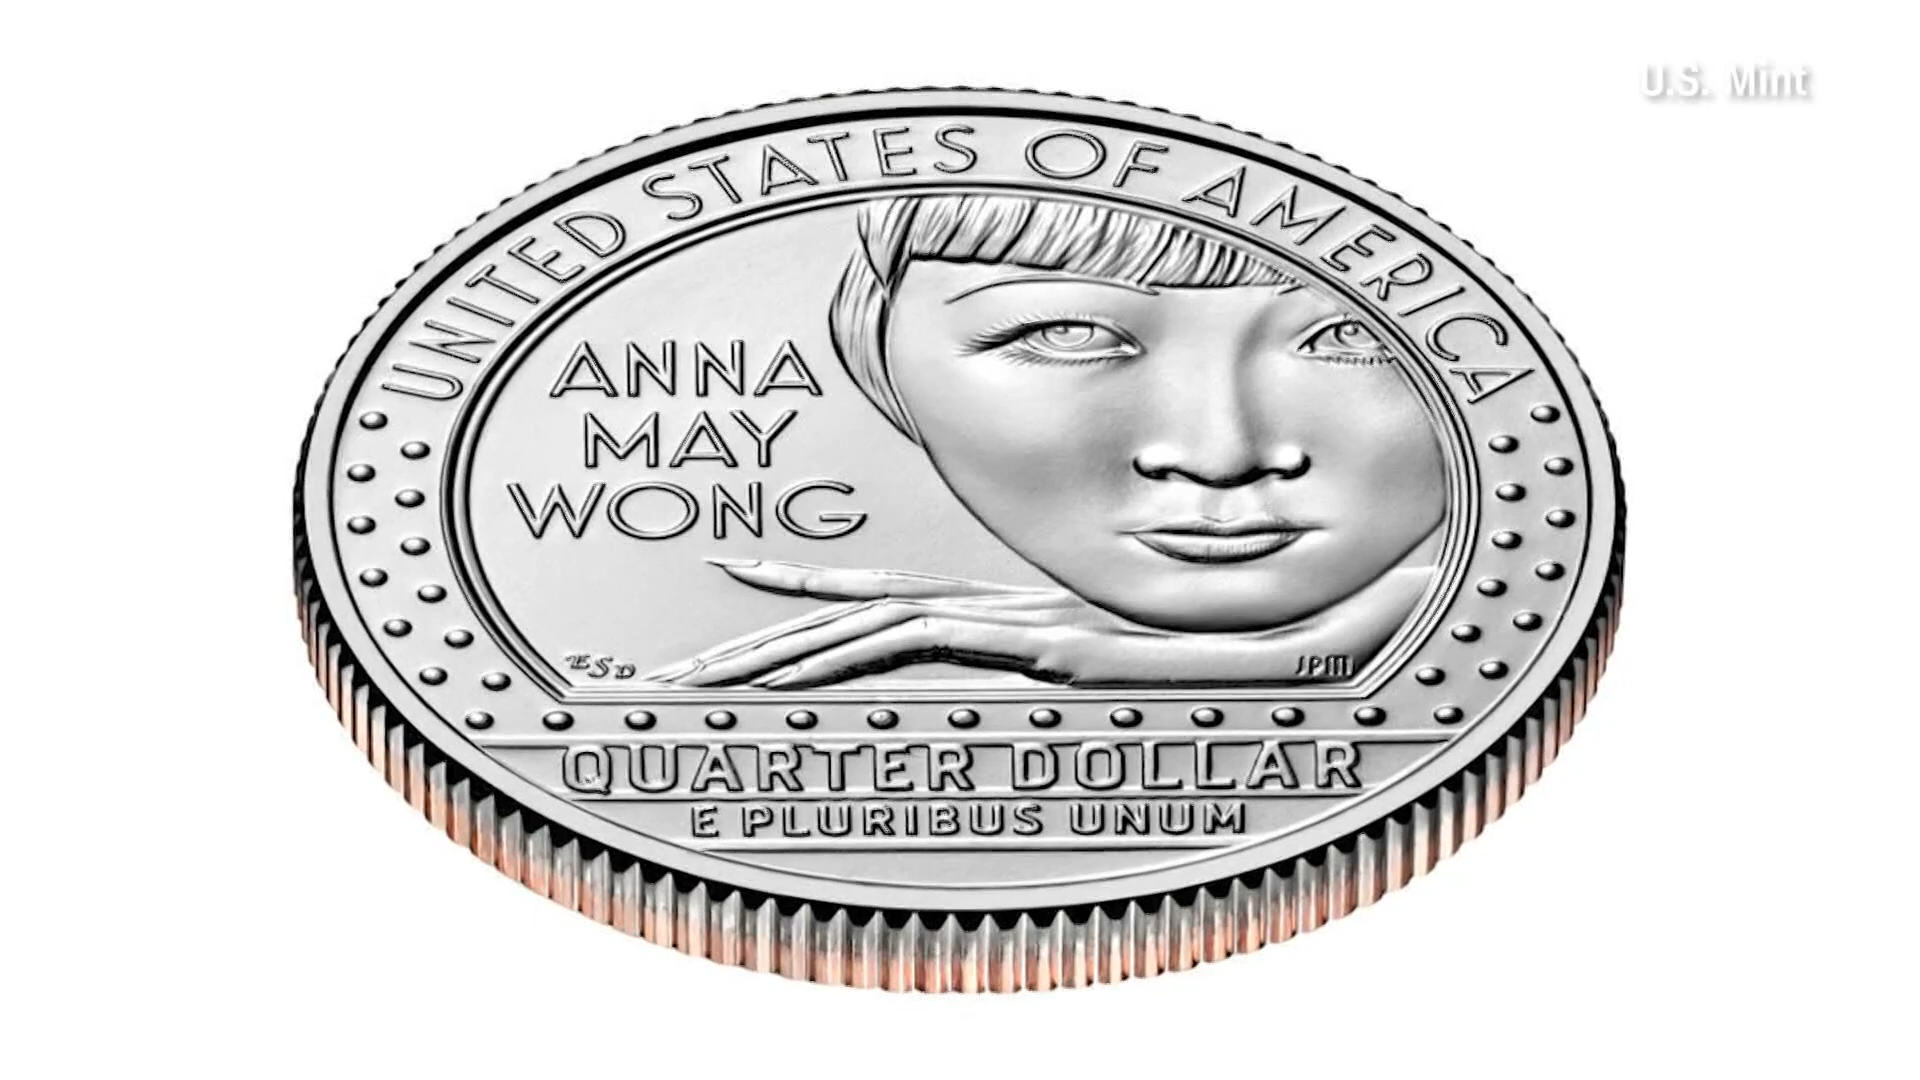 U.S. Mint
UNITED STATES OF AMERICA
ANNA
MAY
WONG
ESD
JPM
QUARTER DOLLAR
E PLURIBUS UNUM